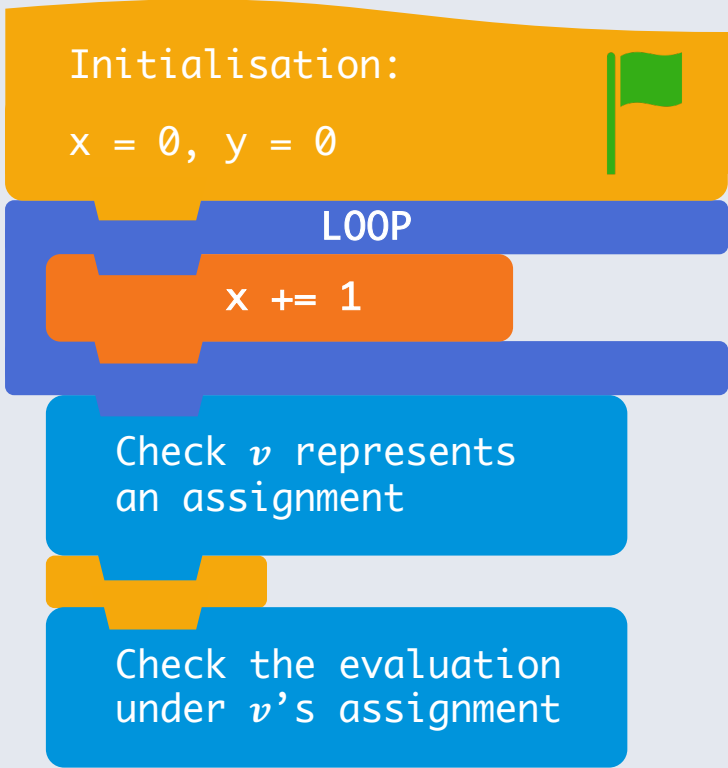 Initialisation:
x = 0, y = 0
LOOP
x += 1
Check v represents
an assignment
Check the evaluation
under v’s assignment